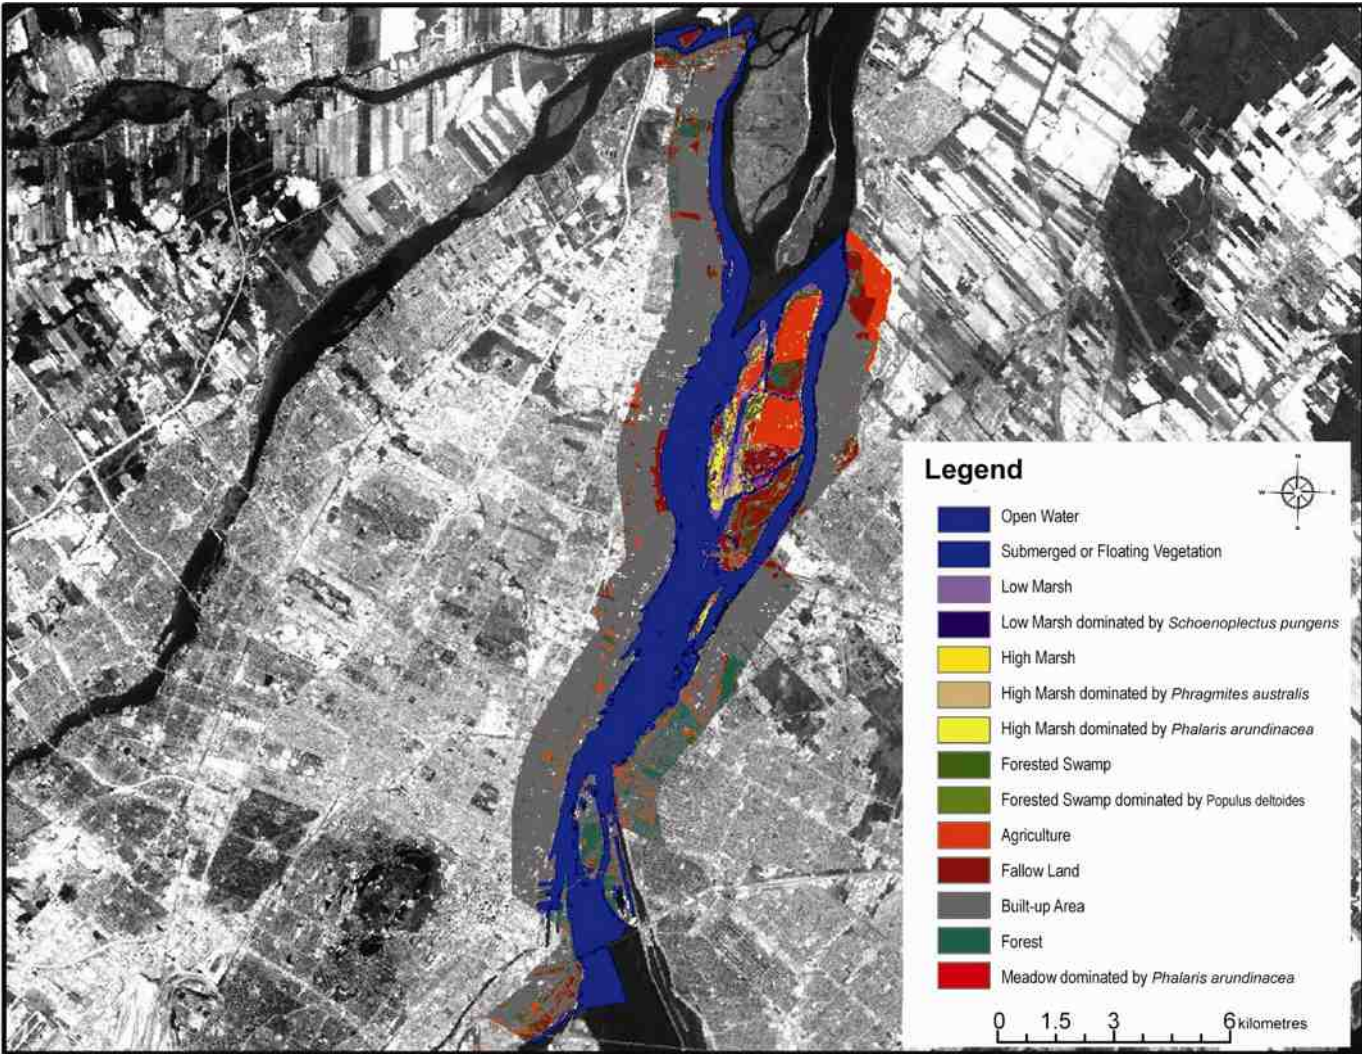 Legend
N
W E
S
Open Water
Submerged or Floating Vegetation
Low Marsh
Low Marsh dominated by Schoenoplectus pungens
High Marsh
High Marsh dominated by Phragmites australis
High Marsh dominated by Phalaris arundinacea
Forested Swamp
Forested Swamp dominated by Populus deltoides
Agriculture
Fallow Land
Built-up Area
Forest
Meadow dominated by Phalaris arundinacea
0 1.5 3 6 kilometres